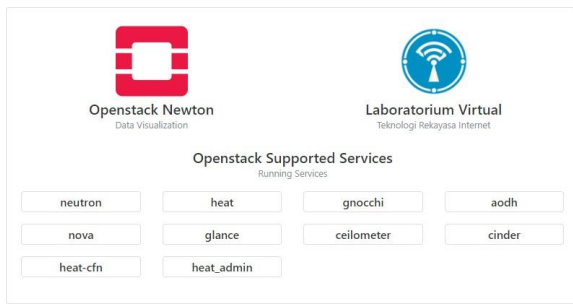 Openstack Newton
Data Visualization
Laboratorium Virtual
Teknologi Rekayasa Internet
Openstack Supported Services
Running Services
neutron heat gnocchi aodh
nova glance ceilometer cinder
heat-cfn heat_admin